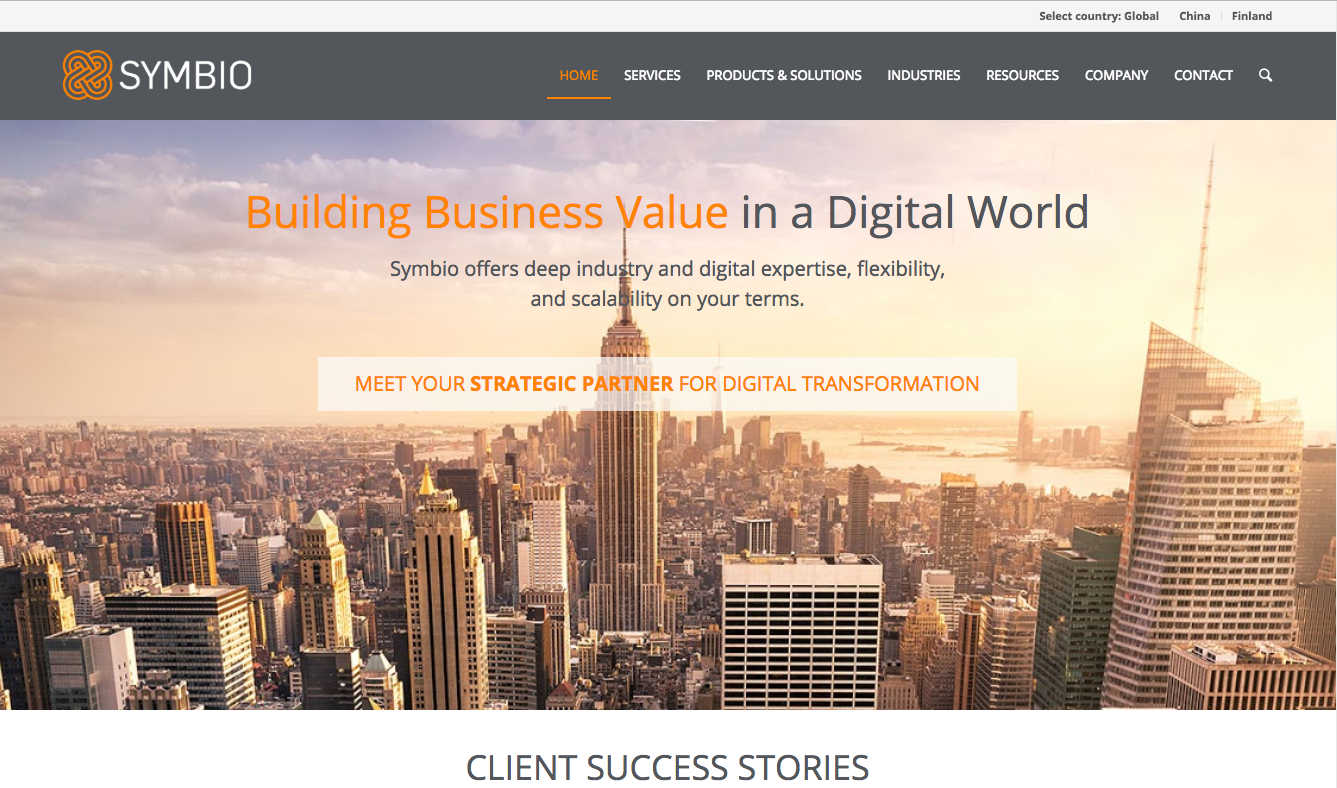 Select country: Global China Finland
SYMBIO
HOME SERVICES PRODUCTS & SOLUTIONS INDUSTRIES RESOURCES COMPANY CONTACT
Building Business Value in a Digital World
Symbio offers deep industry and digital expertise, flexibility,
and scalability on your terms.
MEET YOUR STRATEGIC PARTNER FOR DIGITAL TRANSFORMATION
CLIENT SUCCESS STORIES